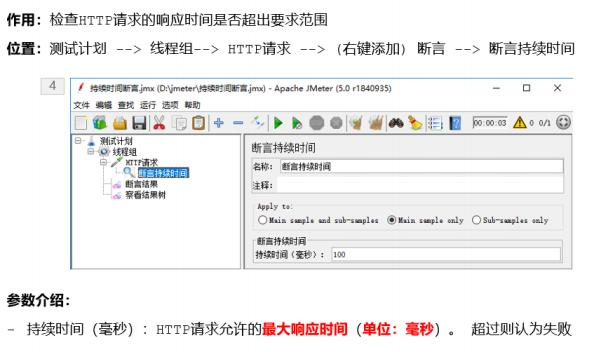 作用：检查HTTP请求的响应时间是否超出要求范围
位置：测试计划 --> 线程组--> HTTP请求 --> (右键添加) 断言 --> 断言持续时间
4
持续时间断言.jmx (D:\jmeter\持续时间断言.jmx) - Apache JMeter (5.0 r1840935)
文件 编辑 查找 运行 选项 帮助
00:00:03 0 0/1
测试计划
线程组
HTTP请求
断言持续时间
断言结果
察看结果树
断言持续时间
名称： 断言持续时间
注释：
Apply to:
Main sample and sub-samples Main sample only Sub-samples only
断言持续时间
持续时间（毫秒）： 100
参数介绍：
- 持续时间（毫秒）：HTTP请求允许的最大响应时间（单位：毫秒）。 超过则认为失败